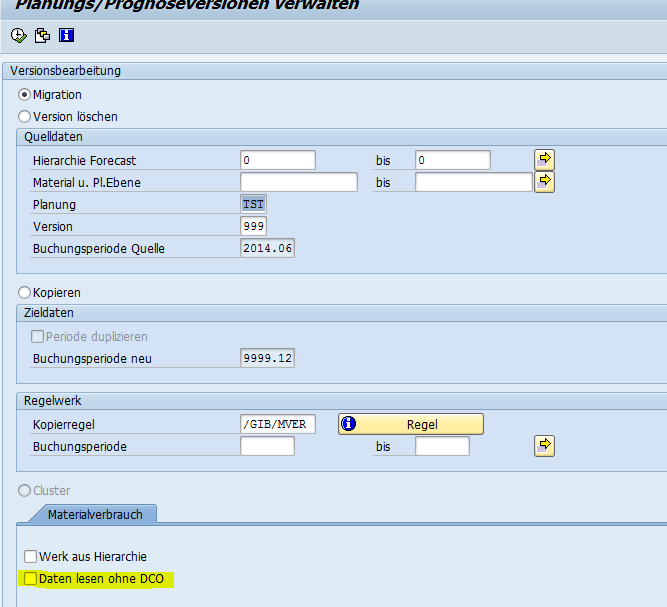 Planungs/Prognoseversionen verwalten
Versionsbearbeitung
Migration
Version löschen
Quelldaten
Hierarchie Forecast 0 bis 0
Material u. Pl.Ebene bis
Planung TST
Version 999
Buchungsperiode Quelle 2014.06
Kopieren
Zieldaten
Periode duplizieren
Buchungsperiode neu 9999.12
Regelwerk
Kopierregel /GIB/MVER Regel
Buchungsperiode bis
Cluster
Materialverbrauch
Werk aus Hierarchie
Daten lesen ohne DCO